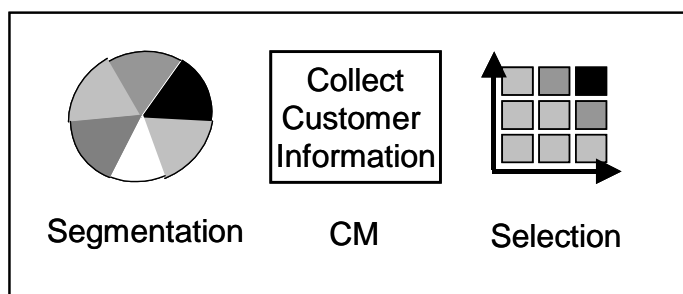 Collect
Customer
Information
Segmentation
CM
Selection